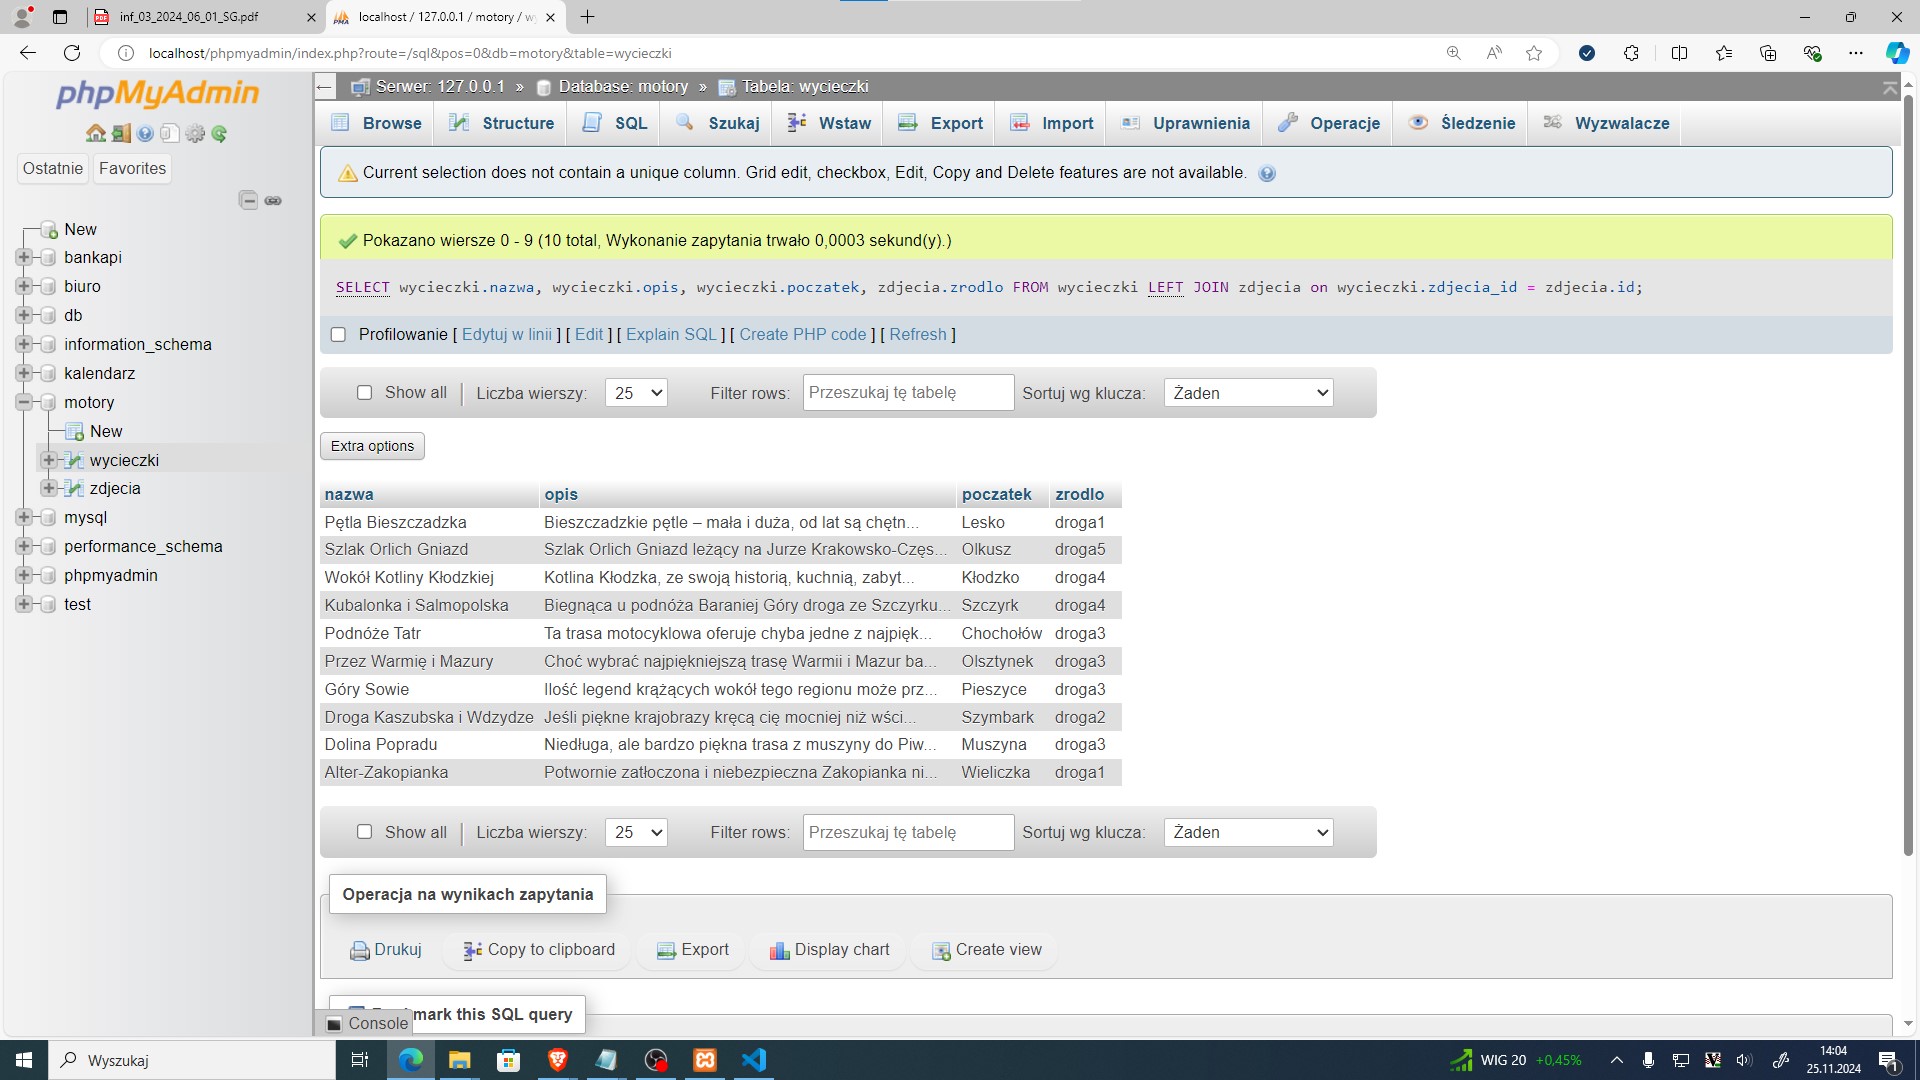 inf_03_2024_06_01_SG.pdf
localhost / 127.0.0.1 / motory / wy
localhost/phpmyadmin/index.php?route=/sql&pos=0&db=motory&table=wycieczki
phpMyAdmin
Ostatnie Favorites
New
bankapi
biuro
db
information_schema
kalendarz
motory
New
wycieczki
zdjecia
mysql
performance_schema
phpmyadmin
test
Serwer: 127.0.0.1 » Database: motory » Tabela: wycieczki
Browse Structure SQL Szukaj Wstaw Export Import Uprawnienia Operacje Śledzenie Wyzwalacze
Current selection does not contain a unique column. Grid edit, checkbox, Edit, Copy and Delete features are not available.
Pokazano wiersze 0 - 9 (10 total, Wykonanie zapytania trwało 0,0003 sekund(y).)
SELECT wycieczki.nazwa, wycieczki.opis, wycieczki.poczatek, zdjecia.zrodlo FROM wycieczki LEFT JOIN zdjecia on wycieczki.zdjecia_id = zdjecia.id;
Profilowanie [ Edytuj w linii ] [ Edit ] [ Explain SQL ] [ Create PHP code ] [ Refresh ]
Show all Liczba wierszy: 25 Filter rows: Przeszukaj tę tabelę Sortuj wg klucza: Żaden
Extra options
nazwa opis poczatek zrodlo
Pętla Bieszczadzka Bieszczadzkie pętle – mała i duża, od lat są chętn... Lesko droga1
Szlak Orlich Gniazd Szlak Orlich Gniazd leżący na Jurze Krakowsko-Częs... Olkusz droga5
Wokół Kotliny Kłodzkiej Kotlina Kłodzka, ze swoją historią, kuchnią, zabyt... Kłodzko droga4
Kubalonka i Salmopolska Biegnąca u podnóża Baraniej Góry droga ze Szczyrku... Szczyrk droga4
Podnóże Tatr Ta trasa motocyklowa oferuje chyba jedne z najpięk... Chochołów droga3
Przez Warmię i Mazury Choć wybrać najpiękniejszą trasę Warmii i Mazur ba... Olsztynek droga3
Góry Sowie Ilość legend krążących wokół tego regionu może prz... Pieszyce droga3
Droga Kaszubska i Wdzydze Jeśli piękne krajobrazy kręcą cię mocniej niż wści... Szymbark droga2
Dolina Popradu Niedługa, ale bardzo piękna trasa z muszyny do Piw... Muszyna droga3
Alter-Zakopianka Potwornie zatłoczona i niebezpieczna Zakopianka ni... Wieliczka droga1
Show all Liczba wierszy: 25 Filter rows: Przeszukaj tę tabelę Sortuj wg klucza: Żaden
Operacja na wynikach zapytania
Drukuj Copy to clipboard Export Display chart Create view
mark this SQL query
Console
Wyszukaj
WIG 20 +0,45%
14:04
25.11.2024
1